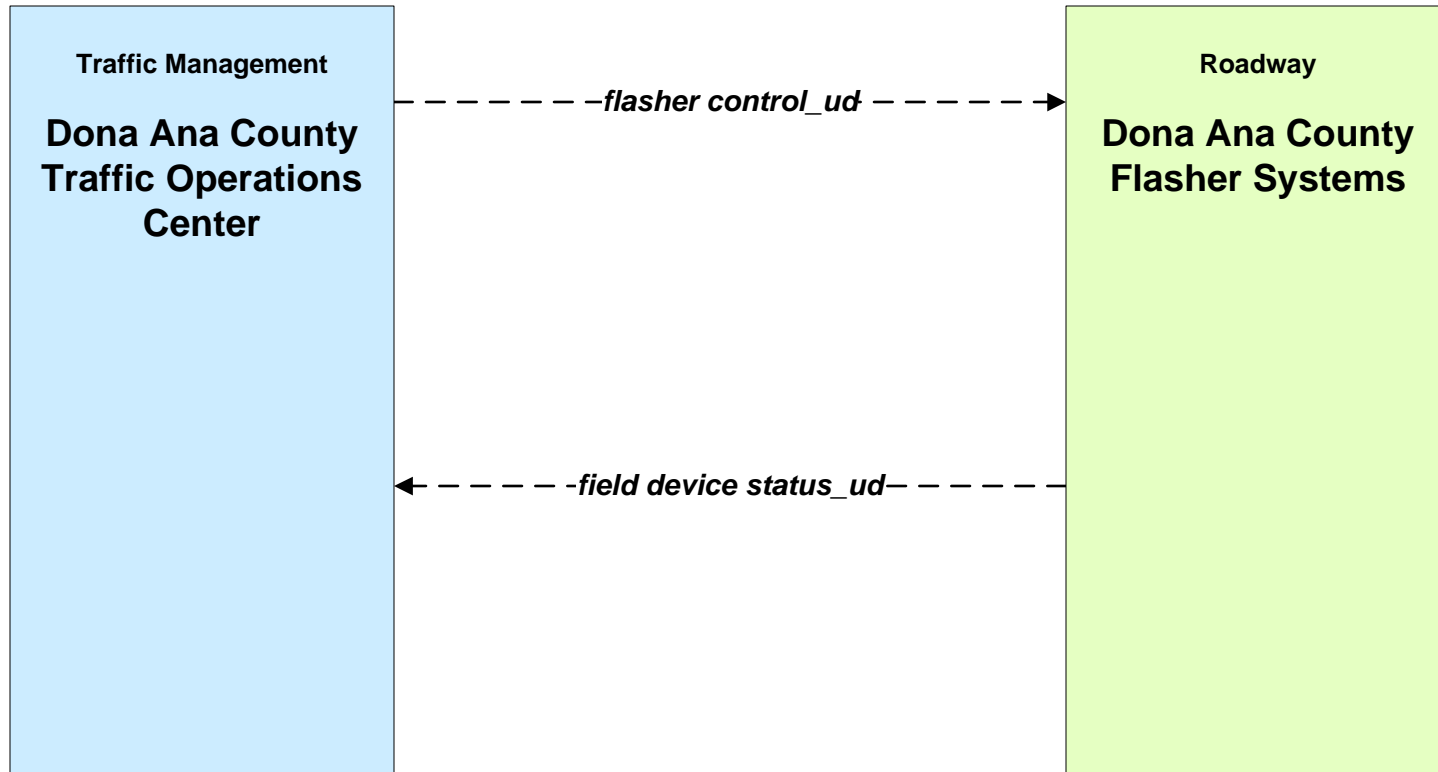 Traffic Management
Dona Ana County
Traffic Operations
Center
flasher control_ud
field device status_ud
Roadway
Dona Ana County
Flasher Systems